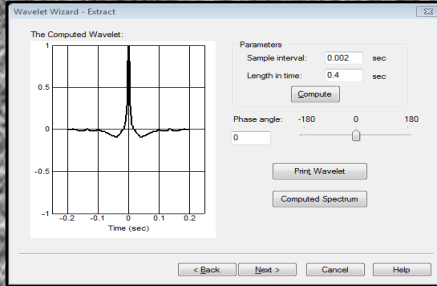 Wavelet Wizard - Extract
The Computed Wavelet:
1
0.5
0
-0.5
-1
-0.2 -0.1 0 0.1 0.2
Time (sec)
Parameters
Sample interval: 0.002 sec
Length in time: 0.4 sec
Compute
Phase angle: -180 0 180
0
Print Wavelet
Computed Spectrum
< Back Next > Cancel Help